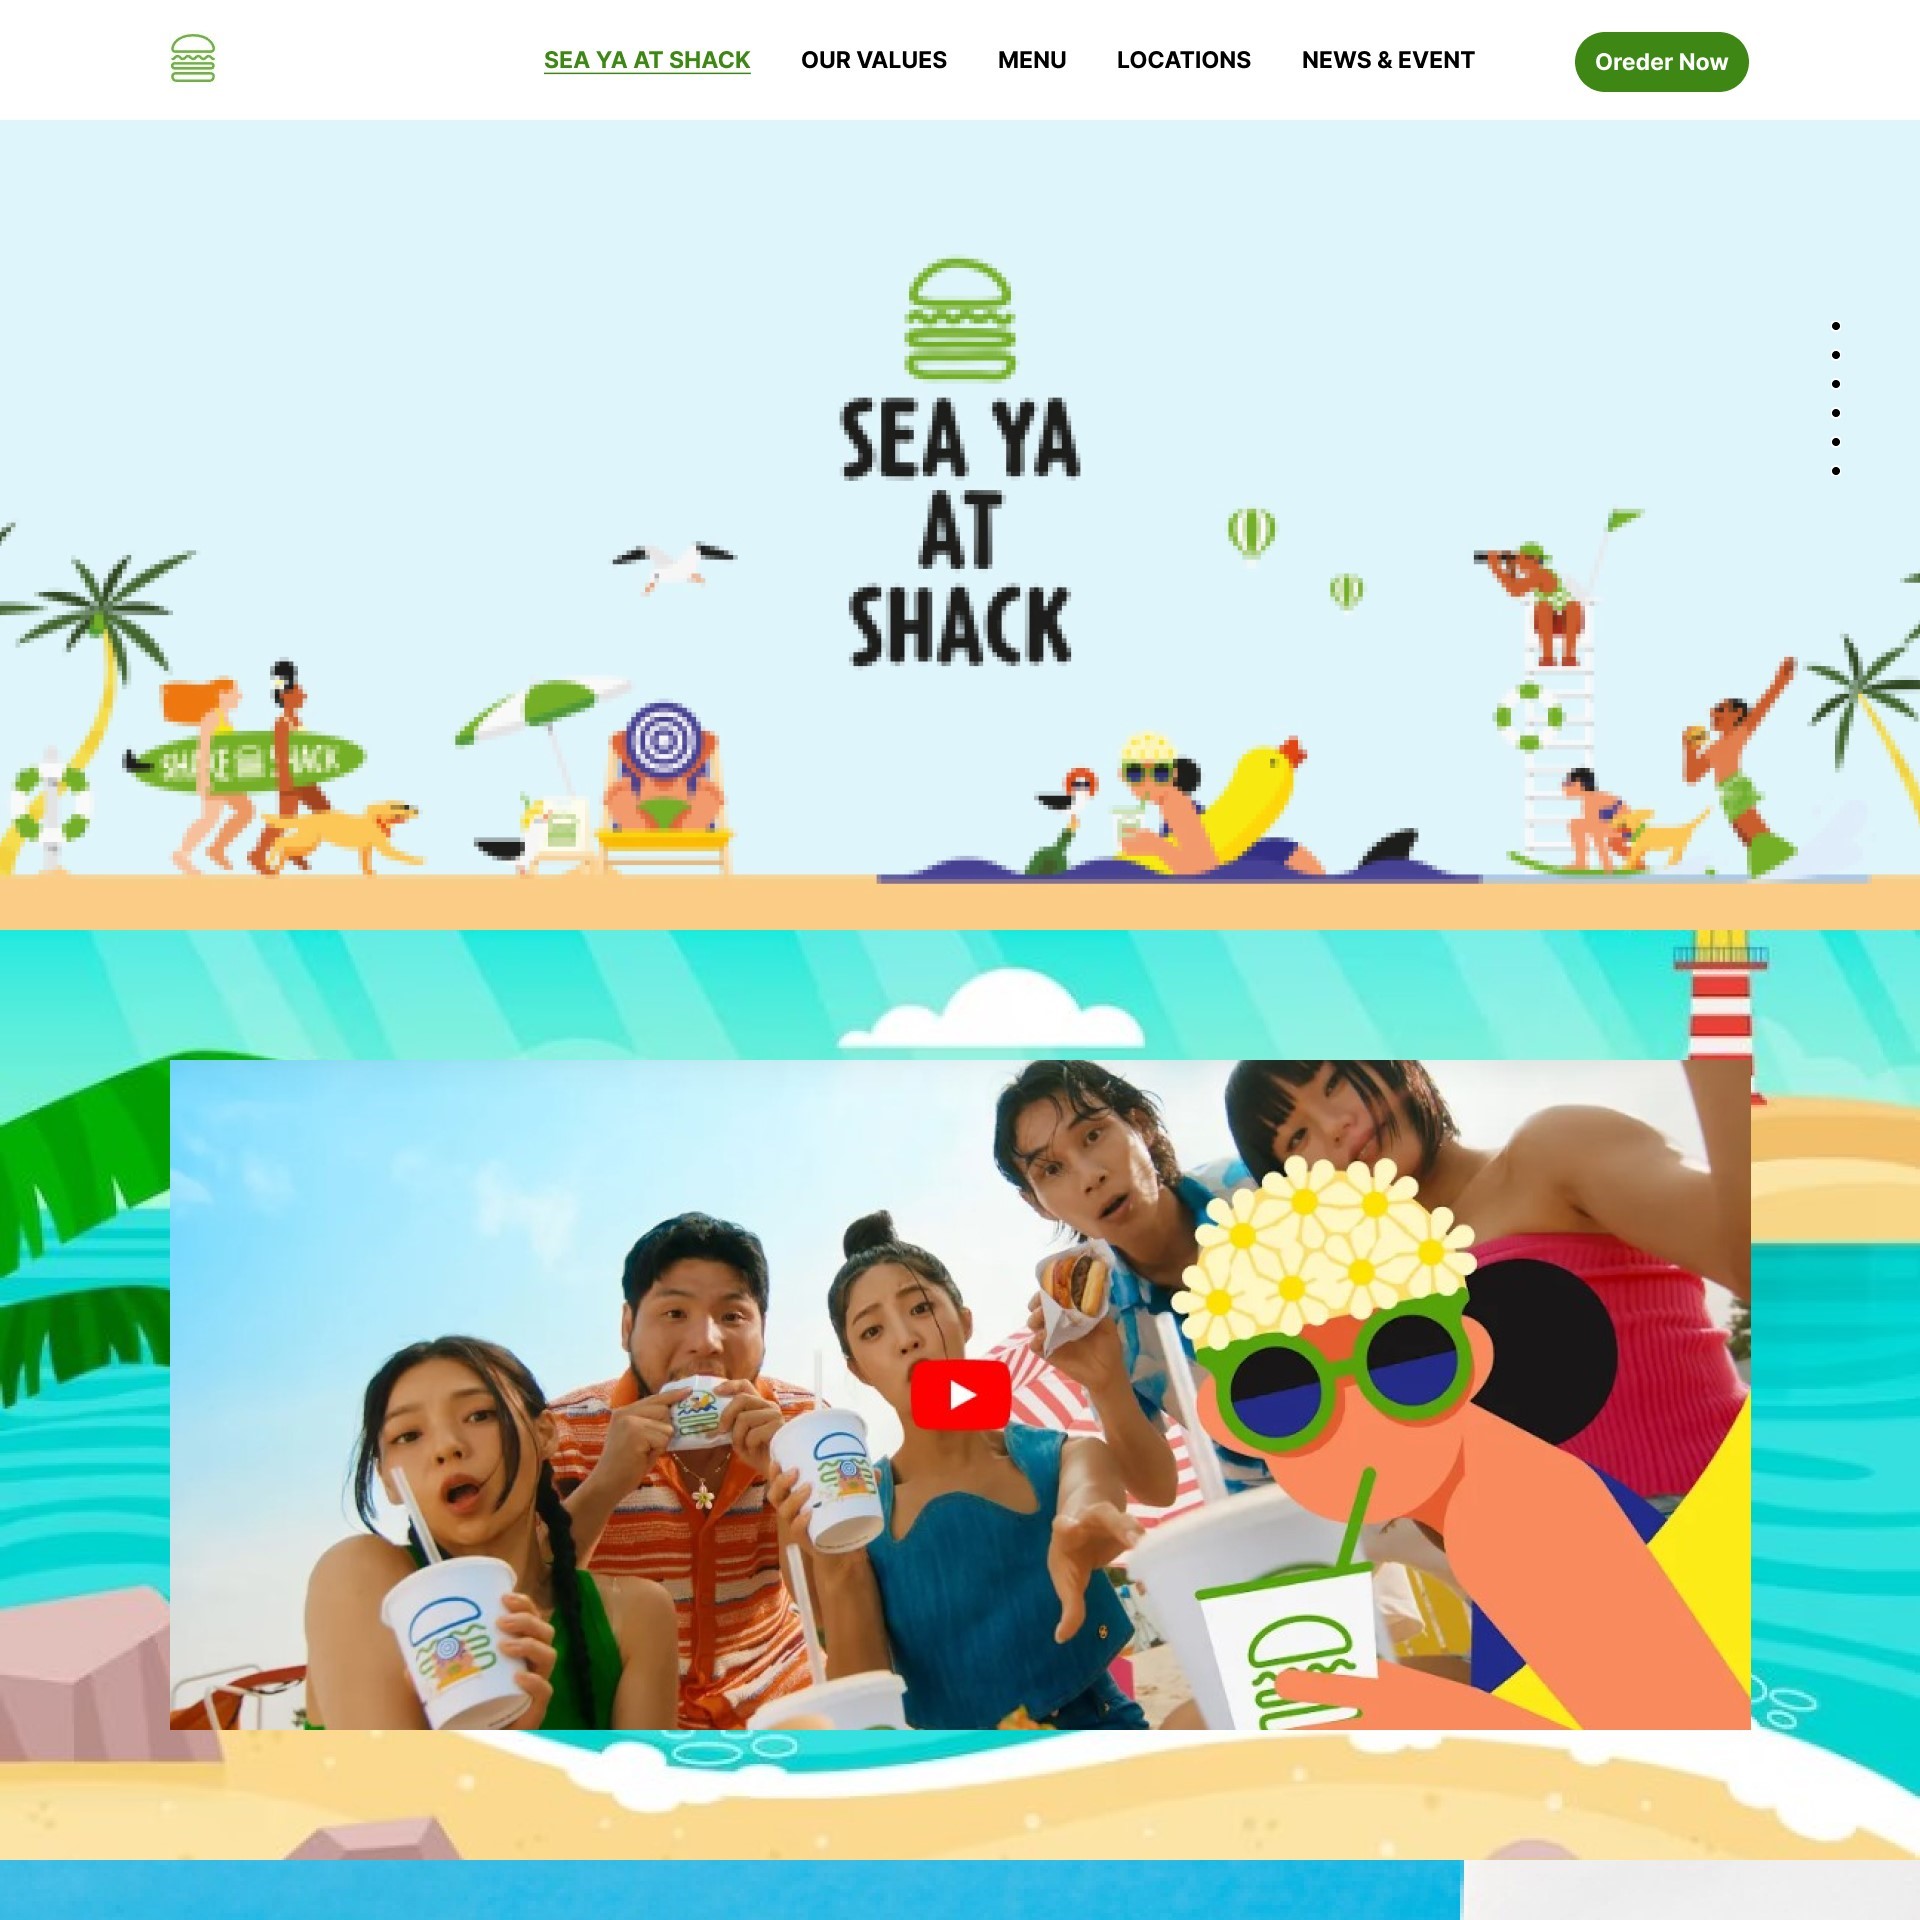 SEA YA AT SHACK OUR VALUES MENU LOCATIONS NEWS & EVENT Oreder Now
SEA YA
AT
SHACK
SHAKE SHACK